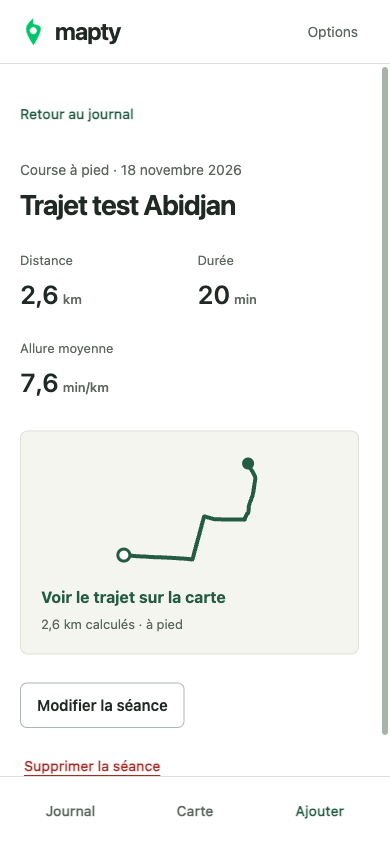 mapty
Options
Retour au journal
Course à pied · 18 novembre 2026
Trajet test Abidjan
Distance
Durée
2,6 km
20 min
Allure moyenne
7,6 min/km
Voir le trajet sur la carte
2,6 km calculés · à pied
Modifier la séance
Supprimer la séance
Journal
Carte
Ajouter